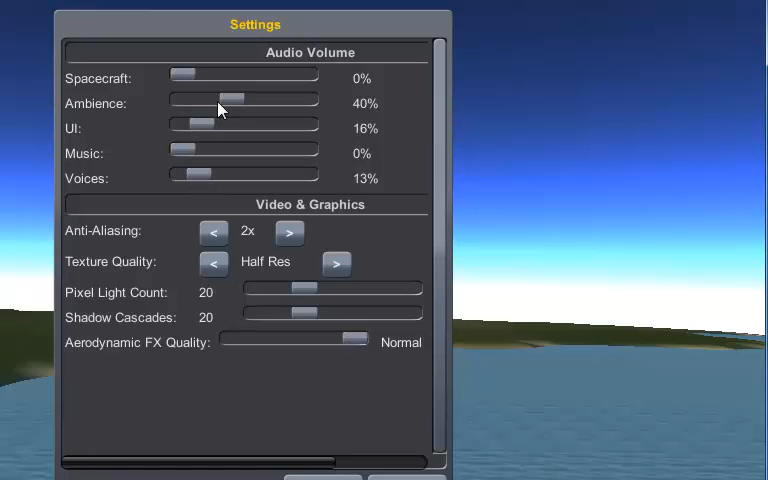 Settings
Audio Volume
Spacecraft: 0%
Ambience: 40%
UI: 16%
Music: 0%
Voices: 13%
Video & Graphics
Anti-Aliasing: < 2x >
Texture Quality: < Half Res >
Pixel Light Count: 20
Shadow Cascades: 20
Aerodynamic FX Quality: Normal